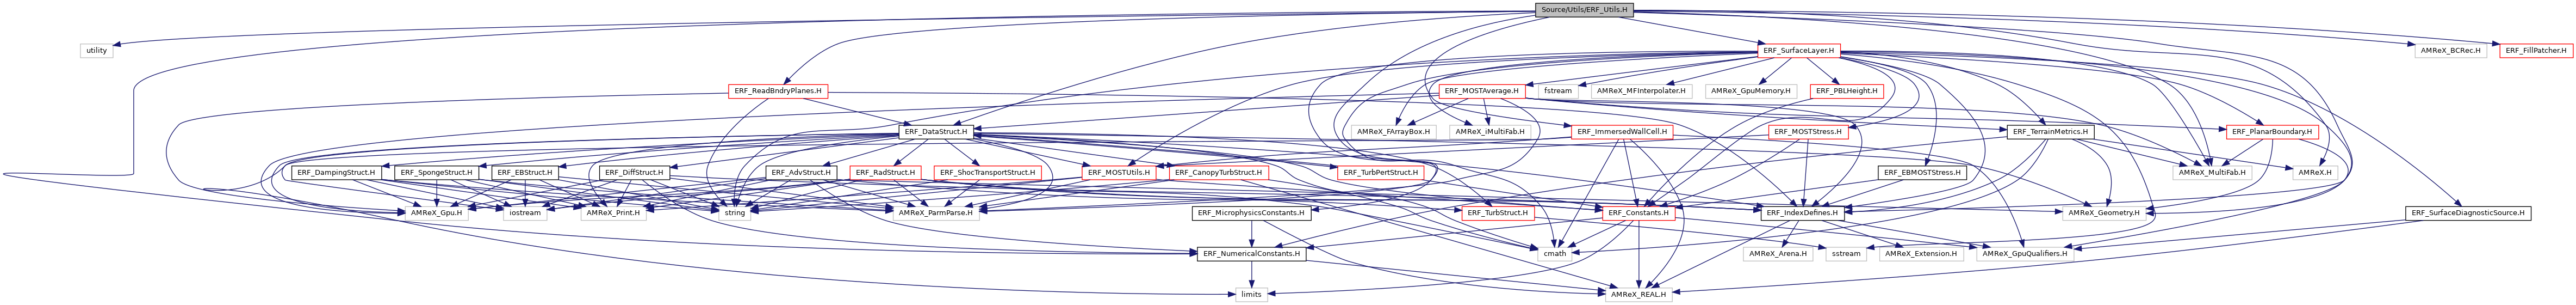 Source/Utils/ERF_Utils.H
utility
ERF_SurfaceLayer.H
AMReX_BCRec.H
ERF_FillPatcher.H
ERF_ReadBndryPlanes.H
ERF_MOSTAverage.H
fstream
AMReX_MFInterpolater.H
AMReX_GpuMemory.H
ERF_PBLHeight.H
ERF_DataStruct.H
AMReX_FArrayBox.H
AMReX_iMultiFab.H
ERF_ImmersedWallCell.H
ERF_MOSTStress.H
ERF_TerrainMetrics.H
ERF_PlanarBoundary.H
ERF_DampingStruct.H
ERF_SpongeStruct.H
ERF_EBStruct.H
ERF_DiffStruct.H
ERF_AdvStruct.H
ERF_RadStruct.H
ERF_ShocTransportStruct.H
ERF_MOSTUtils.H
ERF_CanopyTurbStruct.H
ERF_TurbPertStruct.H
ERF_EBMOSTStress.H
AMReX_MultiFab.H
AMReX.H
AMReX_Gpu.H
iostream
AMReX_Print.H
string
AMReX_ParmParse.H
ERF_MicrophysicsConstants.H
ERF_TurbStruct.H
ERF_Constants.H
ERF_IndexDefines.H
AMReX_Geometry.H
ERF_SurfaceDiagnosticSource.H
ERF_NumericalConstants.H
cmath
AMReX_Arena.H
sstream
AMReX_Extension.H
AMReX_GpuQualifiers.H
limits
AMReX_REAL.H